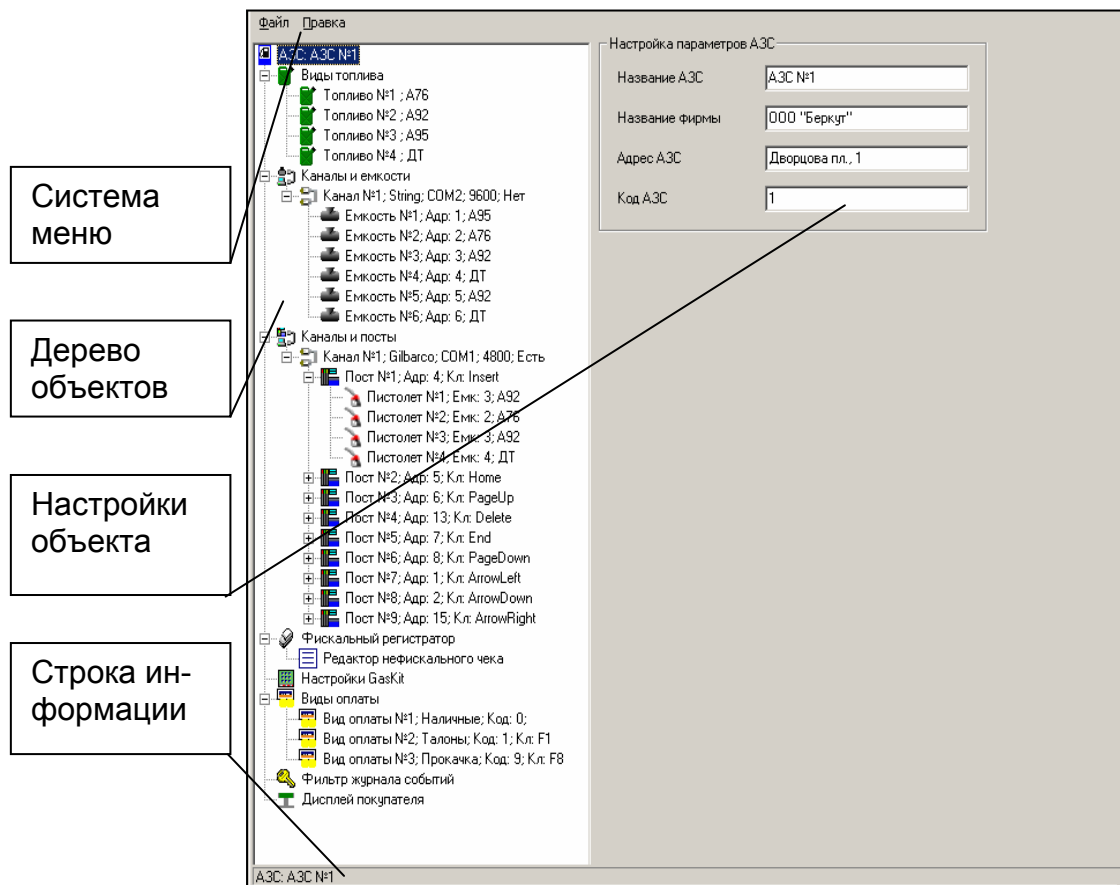 Файл Правка
АЗС: АЗС №1
Виды топлива
Топливо №1 ; А76
Топливо №2 ; А92
Топливо №3 ; А95
Топливо №4 ; ДТ
Каналы и емкости
Канал №1; String; COM2; 9600; Нет
Емкость №1; Адр: 1; А95
Емкость №2; Адр: 2; А76
Емкость №3; Адр: 3; А92
Емкость №4; Адр: 4; ДТ
Емкость №5; Адр: 5; А92
Емкость №6; Адр: 6; ДТ
Каналы и посты
Канал №1; Gilbarco; COM1; 4800; Есть
Пост №1; Адр: 4; Кл: Insert
Пистолет №1; Емк: 3; А92
Пистолет №2; Емк: 2; А76
Пистолет №3; Емк: 3; А92
Пистолет №4; Емк: 4; ДТ
Пост №2; Адр: 5; Кл: Home
Пост №3; Адр: 6; Кл: PageUp
Пост №4; Адр: 13; Кл: Delete
Пост №5; Адр: 7; Кл: End
Пост №6; Адр: 8; Кл: PageDown
Пост №7; Адр: 1; Кл: ArrowLeft
Пост №8; Адр: 2; Кл: ArrowDown
Пост №9; Адр: 15; Кл: ArrowRight
Фискальный регистратор
Редактор нефискального чека
Настройки GasKit
Виды оплаты
Вид оплаты №1; Наличные; Код: 0;
Вид оплаты №2; Талоны; Код: 1; Кл: F1
Вид оплаты №3; Прокачка; Код: 9; Кл: F8
Фильтр журнала событий
Дисплей покупателя
Настройка параметров АЗС
Название АЗС АЗС №1
Название фирмы ООО "Беркут"
Адрес АЗС Дворцова пл., 1
Код АЗС 1
АЗС: АЗС №1
Система
меню
Дерево
объектов
Настройки
объекта
Строка ин-
формации